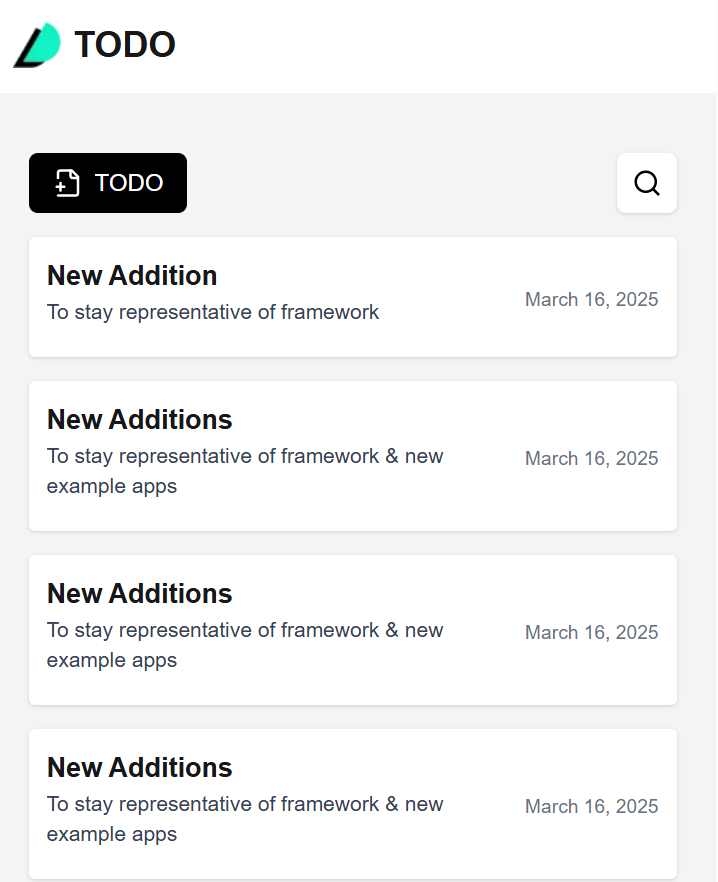 TODO
TODO
New Addition
To stay representative of framework
March 16, 2025
New Additions
To stay representative of framework & new
example apps
March 16, 2025
New Additions
To stay representative of framework & new
example apps
March 16, 2025
New Additions
To stay representative of framework & new
example apps
March 16, 2025